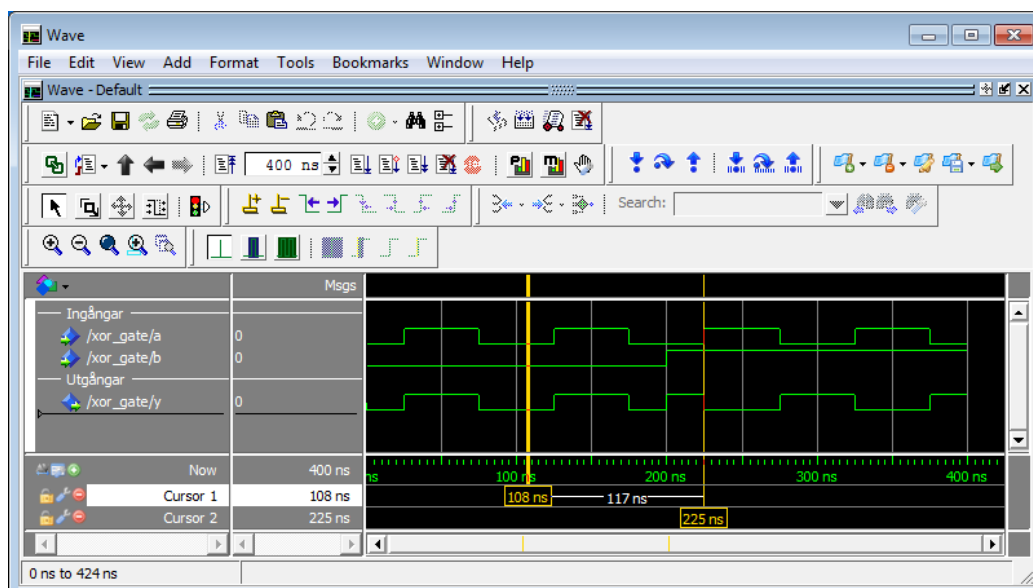 Wave
File Edit View Add Format Tools Bookmarks Window Help
Wave - Default
400 ns
Search:
Msgs
Ingångar
/xor_gate/a 0
/xor_gate/b 0
Utgångar
/xor_gate/y 0
Now 400 ns
ns 100 ns 200 ns 300 ns 400 ns
Cursor 1 108 ns 108 ns 117 ns
Cursor 2 225 ns 225 ns
0 ns to 424 ns